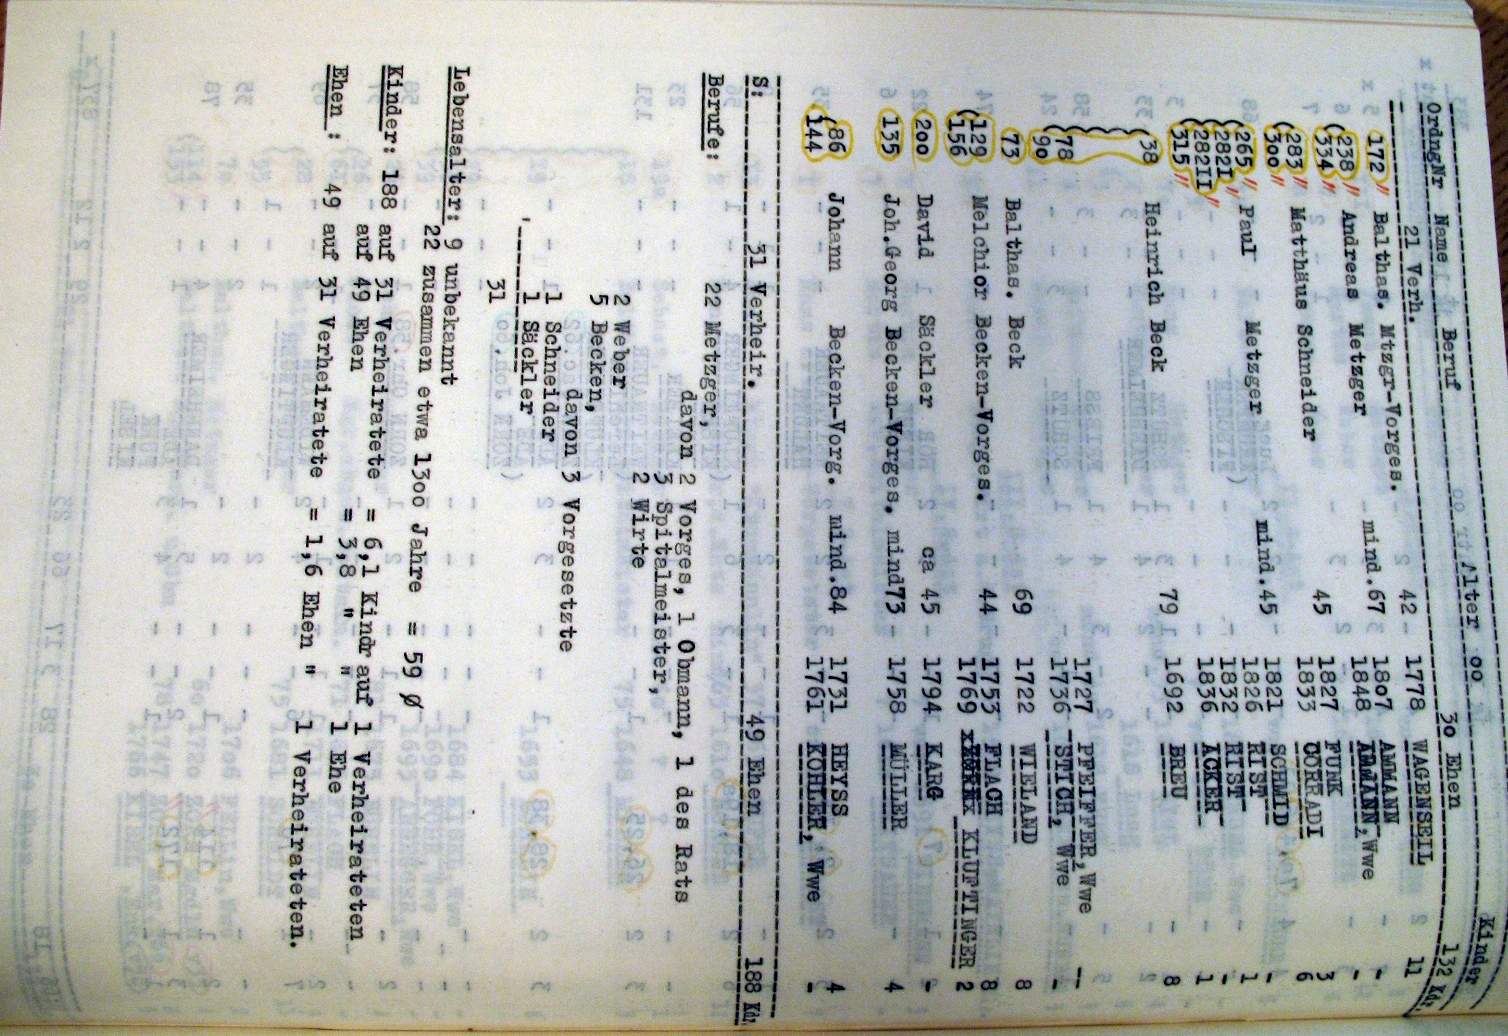 Kinder
OrdngNr Name Beruf Alter oo
21 Verh. 30 Ehen 132 Kdr.
172 " Balthas. Mtzgr-Vorges. 42 - 1778 WAGENSEIL 11
238 " Andreas Metzger mind.67 1807 AMMANN -
(334 " 1848 AMMANN, Wwe -
283 " Matthäus Schneider 45 1827 FUNK 3
(300 " 1833 CORRADI 6
265 " Paul Metzger mind.45 1821 SCHMID -
(282I " 1826 RIST 1
(282II " 1832 RIST -
(315 " 1836 ACKER 1
38 Heinrich Beck 79 1692 BREU 8
(78 1727 PFEIFFER, Wwe -
(90 1736 STICH, Wwe -
73 Balthas. Beck 69 1722 WIELAND 8
129 Melchior Becken-Vorges. 44 1753 FLACH 8
(156 1769 KLUFTINGER 2
200 David Säckler ca 45 - 1794 KARG -
135 Joh.Georg Becken-Vorges. mind73 - 1758 MÜLLER 4
(86 Johann Becken-Vorg. mind.84 1731 HEYSS 4
(144 1761 KOHLER, Wwe -
S: 31 Verheir. 49 Ehen 188 Kdr.
Berufe: 22 Metzger,
davon 2 Vorges, 1 Obmann, 1 des Rats
3 Spitalmeister,
2 Wirte
2 Weber
5 Becken,
davon 3 Vorgesetzte
1 Schneider
1 Säckler
31
Lebensalter: 9 unbekannt
22 zusammen etwa 1300 Jahre = 59 Ø
Kinder: 188 auf 31 Verheiratete = 6,1 Kindr auf 1 Verheirateten
auf 49 Ehen = 3,8 " " 1 Ehe
Ehen : 49 auf 31 Verheiratete = 1,6 Ehen " 1 Verheirateten.